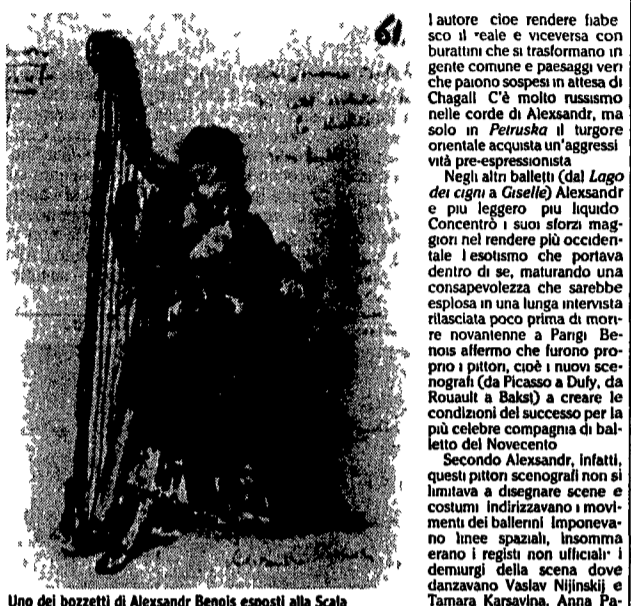 61.
Uno dei bozzetti di Alexsandr Benois esposti alla Scala
l autore cioe rendere fiabe
sco il reale e viceversa con
burattini che si trasformano in
gente comune e paesaggi veri
che paiono sospesi in attesa di
Chagall C'è molto russismo
nelle corde di Alexsandr, ma
solo in Petruska il turgore
orientale acquista un'aggressi
vità pre-espressionista
Negli altri balletti (dal Lago
dei cigni a Giselle) Alexsandr
e piu leggero piu liquido
Concentrò i suoi sforzi mag-
giori nel rendere più occiden-
tale l esotismo che portava
dentro di se, maturando una
consapevolezza che sarebbe
esplosa in una lunga intervista
rilasciata poco prima di mori-
re novantenne a Parigi Be-
nois affermo che furono pro-
prio i pittori, cioè i nuovi sce-
nografi (da Picasso a Dufy, da
Rouault a Bakst) a creare le
condizioni del successo per la
più celebre compagnia di bal-
letto del Novecento
Secondo Alexsandr, infatti,
questi pittori scenografi non si
limitava a disegnare scene e
costumi indirizzavano i movi-
menti dei ballerini Imponeva-
no linee spaziali, insomma
erano i registi non ufficiali i
demiurgi della scena dove
danzavano Vaslav Nijinskij e
Tamara Karsavina, Anna Pa-